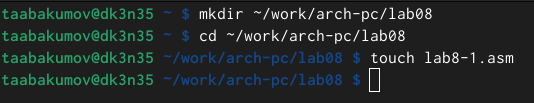 taabakumov@dk3n35 ~ $ mkdir ~/work/arch-pc/lab08
taabakumov@dk3n35 ~ $ cd ~/work/arch-pc/lab08
taabakumov@dk3n35 ~/work/arch-pc/lab08 $ touch lab8-1.asm
taabakumov@dk3n35 ~/work/arch-pc/lab08 $